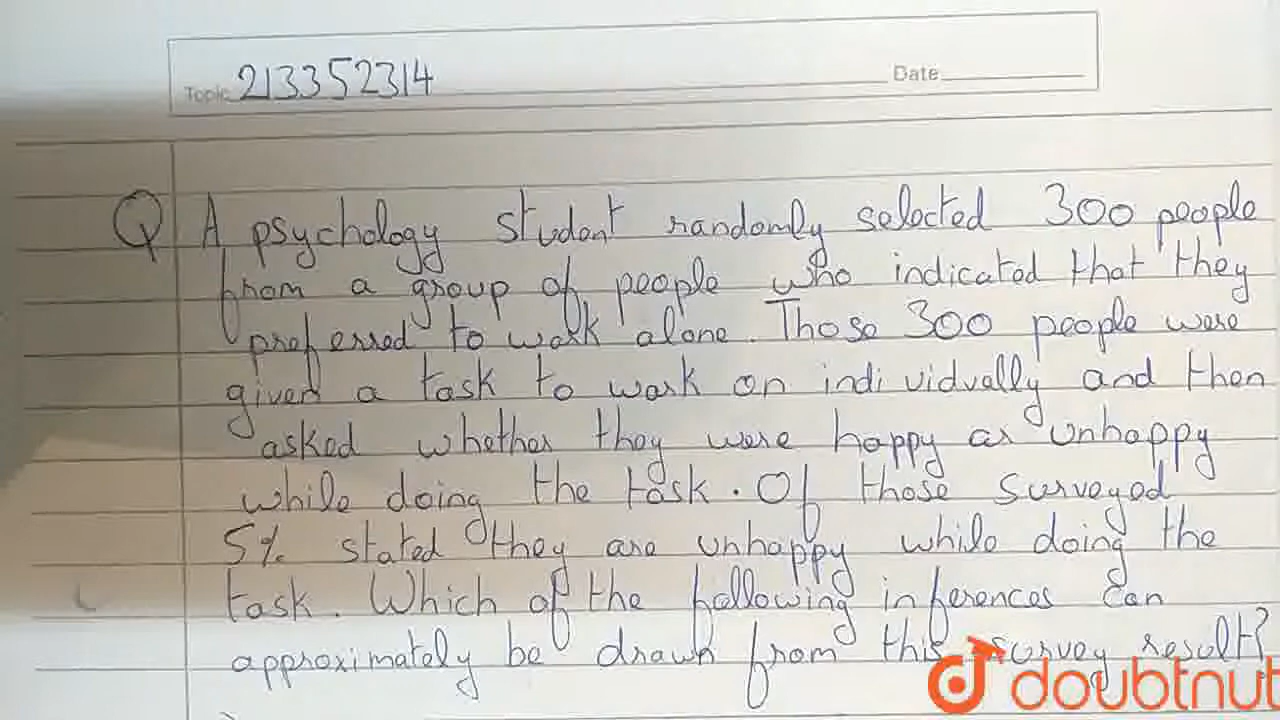 Topic 213352314 Date
Q A psychology student randomly selected 300 people
from a group of people who indicated that they
preferred to work alone. Those 300 people were
given a task to work on individually and then
asked whether they were happy or unhappy
while doing the task. Of those surveyed
5% stated they are unhappy while doing the
task. Which of the following inferences can
approximately be drawn from this survey result?
doubtnut